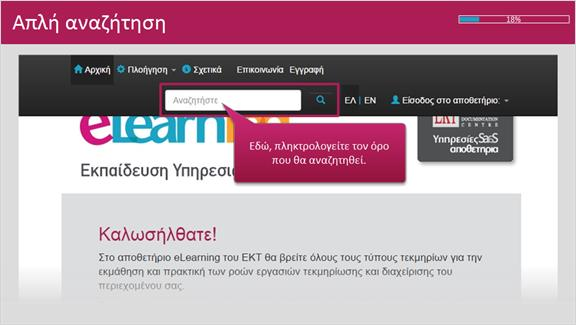 Απλή αναζήτηση
18%
Αρχική Πλοήγηση Σχετικά Επικοινωνία Εγγραφή
Αναζητήστε
ΕΛ | EN Είσοδος στο αποθετήριο:
eLearning
EKT DOCUMENTATION CENTRE
Εκπαίδευση Υπηρεσι
Υπηρεσίες SaaS
αποθετηρια
Εδώ, πληκτρολογείτε τον όρο
που θα αναζητηθεί.
Καλωσήλθατε!
Στο αποθετήριο eLearning του ΕΚΤ θα βρείτε όλους τους τύπους τεκμηρίων για την
εκμάθηση και πρακτική των ροών εργασιών τεκμηρίωσης και διαχείρισης του
περιεχομένου σας.